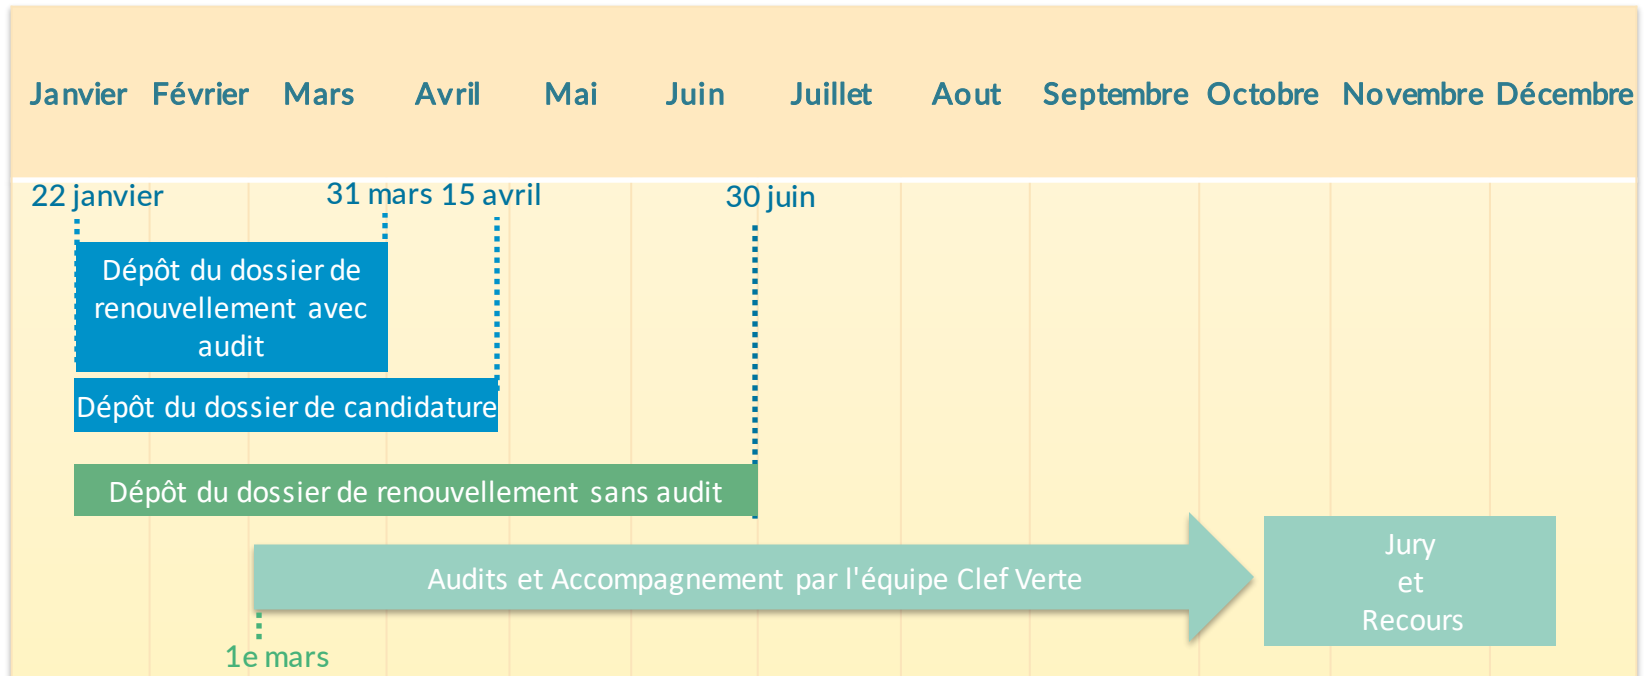 Janvier Février Mars Avril Mai Juin Juillet Aout Septembre Octobre Novembre Décembre
22 janvier 31 mars 15 avril 30 juin
Dépôt du dossier de
renouvellement avec
audit
Dépôt du dossier de candidature
Dépôt du dossier de renouvellement sans audit
Audits et Accompagnement par l'équipe Clef Verte
Jury
et
Recours
1e mars